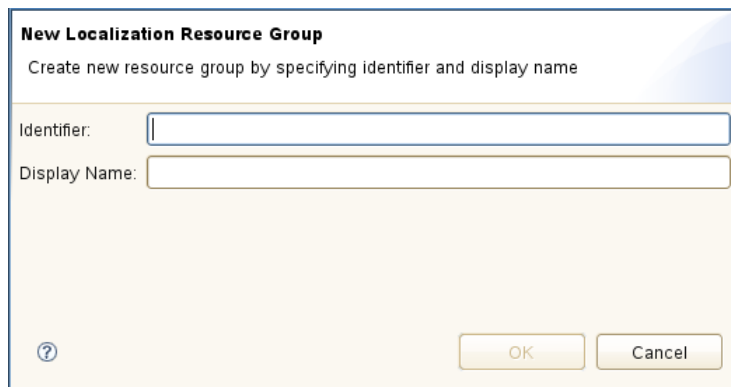 New Localization Resource Group
Create new resource group by specifying identifier and display name
Identifier:
Display Name:
?
OK
Cancel